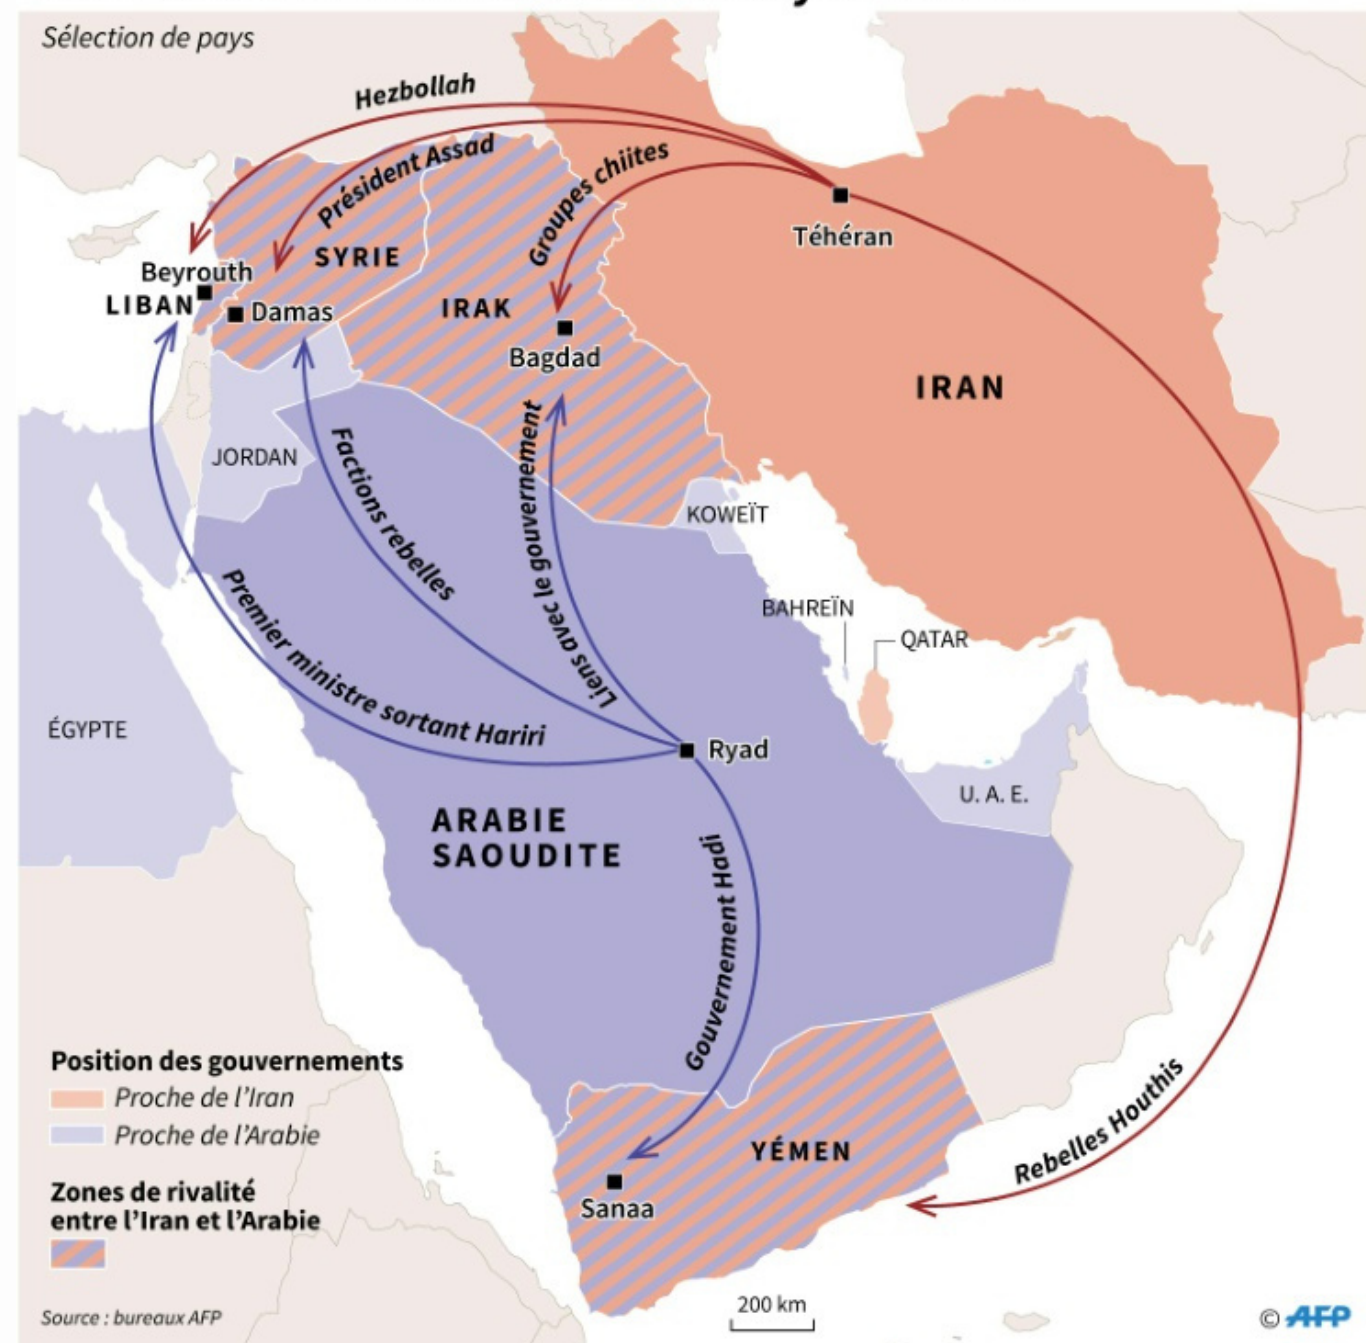 Sélection de pays
Hezbollah
Président Assad
Groupes chiites
Téhéran
SYRIE
Beyrouth
LIBAN
Damas
IRAK
Bagdad
IRAN
JORDAN
Factions rebelles
Liens avec le gouvernement
KOWEÏT
Premier ministre sortant Hariri
BAHREÏN
QATAR
ÉGYPTE
Ryad
U. A. E.
ARABIE
SAOUDITE
Gouvernement Hadi
Rebelles Houthis
YÉMEN
Sanaa
Position des gouvernements
Proche de l'Iran
Proche de l'Arabie
Zones de rivalité
entre l'Iran et l'Arabie
Source : bureaux AFP
200 km
© AFP